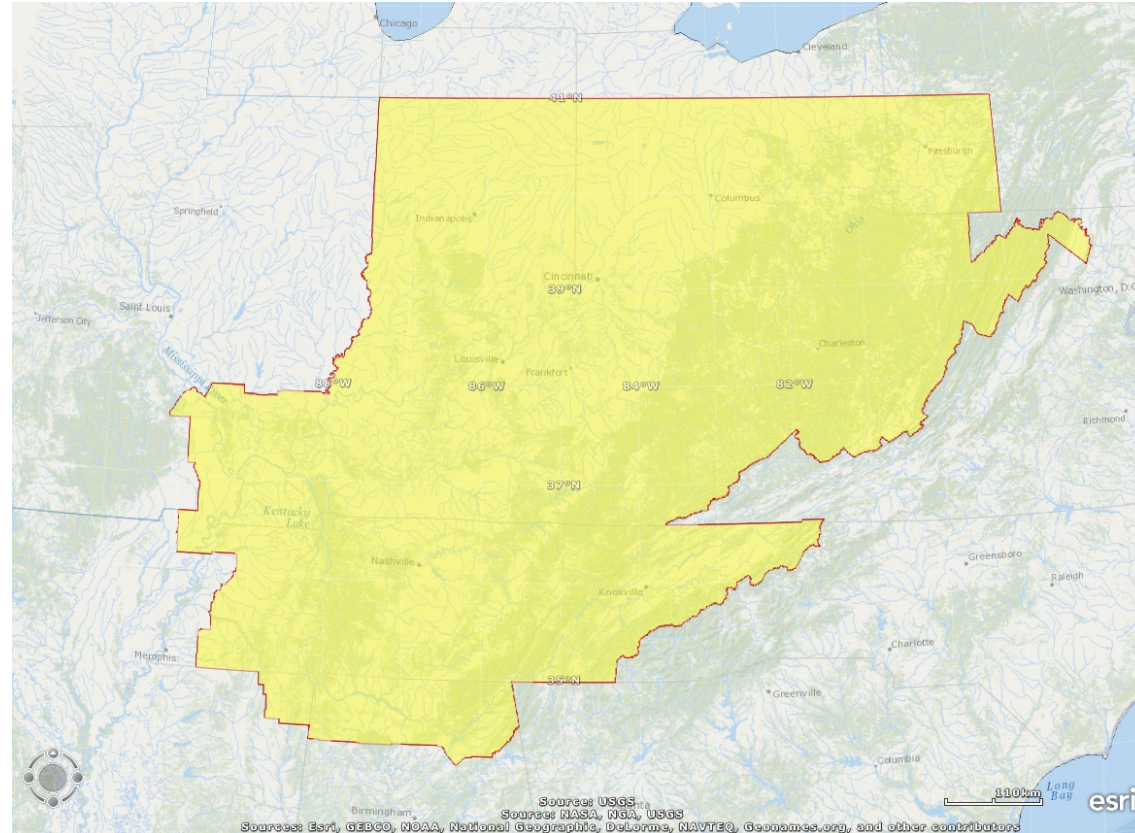 Chicago
Cleveland
41°N
Pittsburgh
Columbus
Springfield
Indianapolis
Ohio
Cincinnati
39°N
Washington, D.C
Saint Louis
Jefferson City
Charleston
Louisville
Mississippi River
Frankfort
88°W
86°W
84°W
82°W
Richmond
37°N
Kentucky
Lake
Nashville
Greensboro
Raleigh
Knoxville
Memphis
Charlotte
35°N
Greenville
Columbia
Long
Bay
110km
esri
Birmingham
Source: USGS
Source: NASA, NGA, USGS
Sources: Esri, GEBCO, NOAA, National Geographic, DeLorme, NAVTEQ, Geonames.org, and other contributors